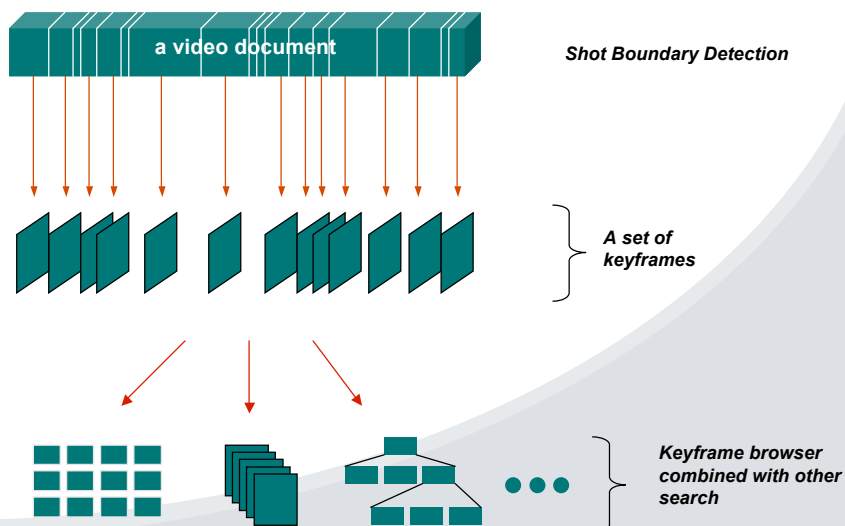 a video document
Shot Boundary Detection
A set of
keyframes
Keyframe browser
combined with other
search